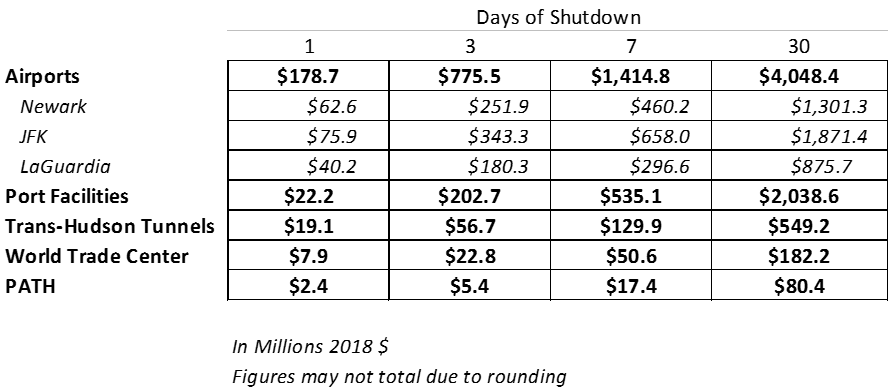 Days of Shutdown
1 3 7 30
Airports $178.7 $775.5 $1,414.8 $4,048.4
Newark $62.6 $251.9 $460.2 $1,301.3
JFK $75.9 $343.3 $658.0 $1,871.4
LaGuardia $40.2 $180.3 $296.6 $875.7
Port Facilities $22.2 $202.7 $535.1 $2,038.6
Trans-Hudson Tunnels $19.1 $56.7 $129.9 $549.2
World Trade Center $7.9 $22.8 $50.6 $182.2
PATH $2.4 $5.4 $17.4 $80.4
In Millions 2018 $
Figures may not total due to rounding